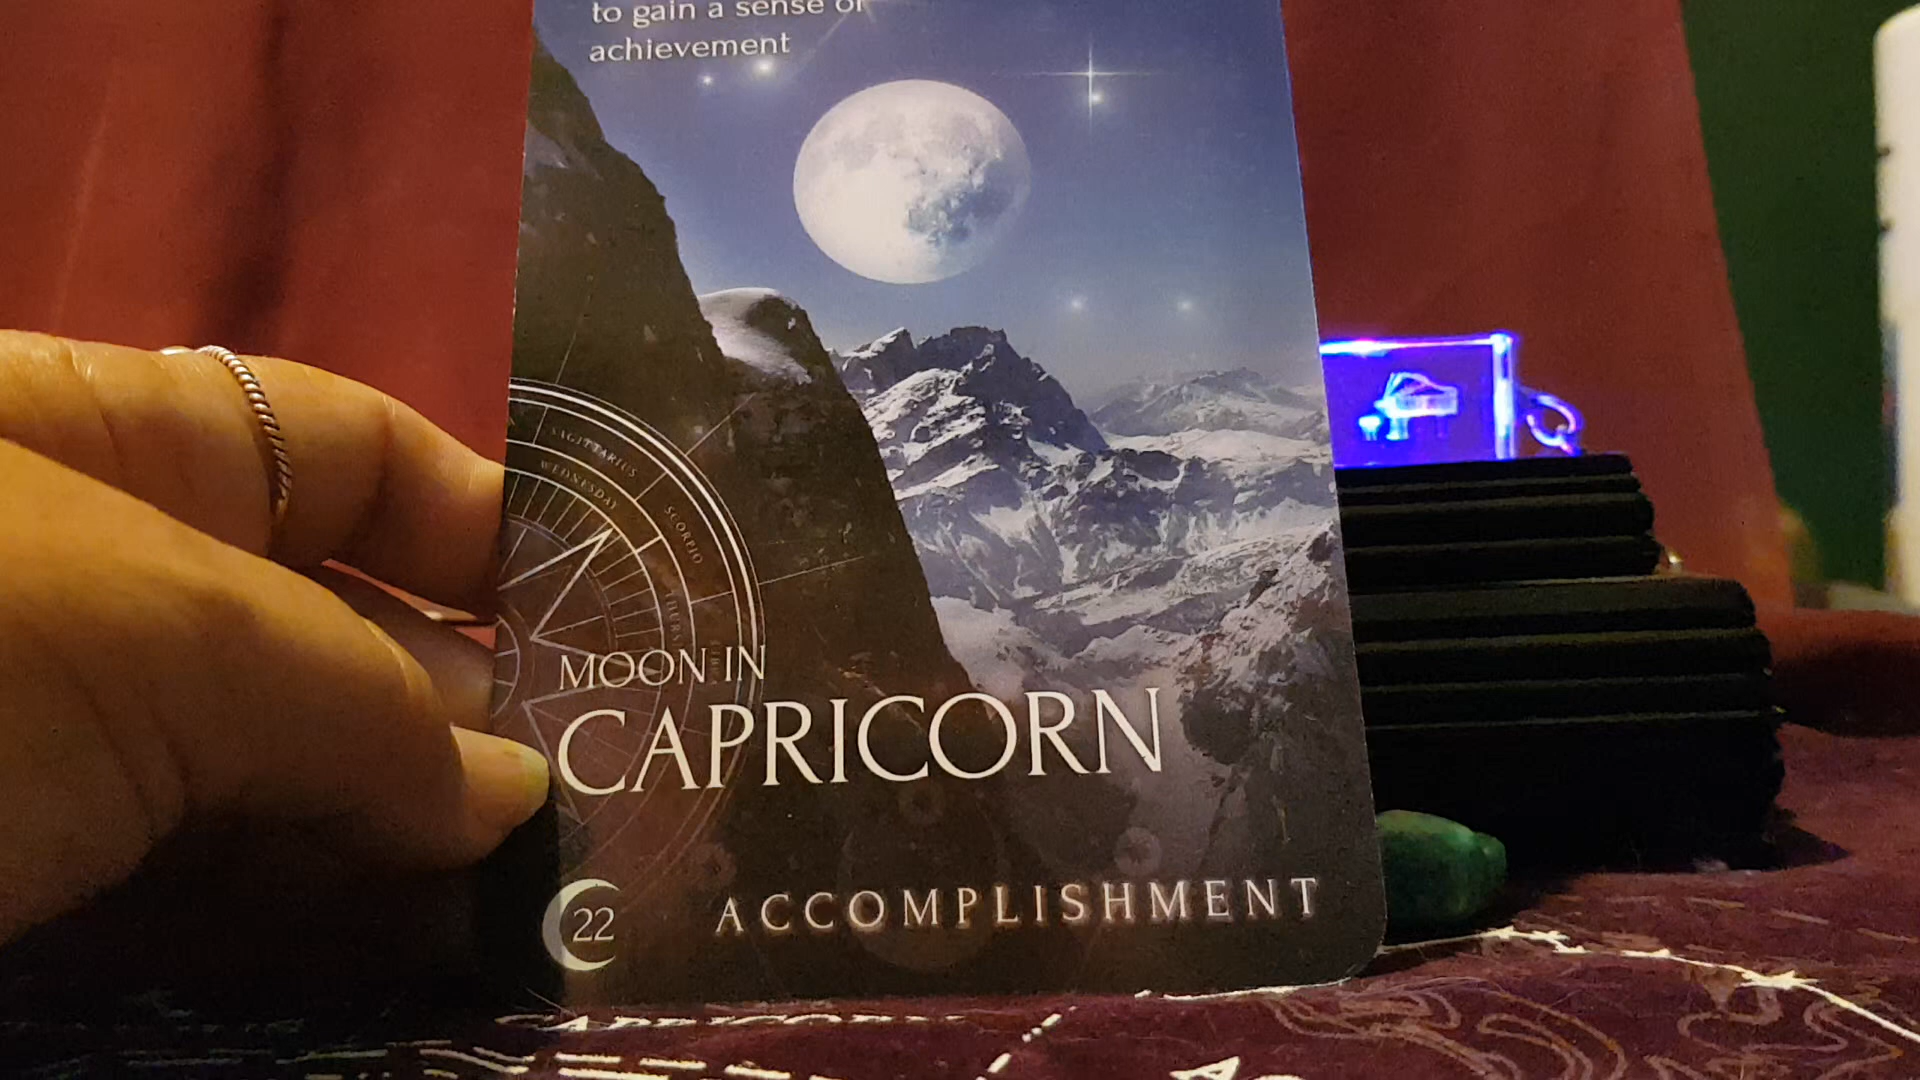 to gain a sense of
achievement
SAGITTARIUS
WEDNESDAY
SCORPIO
MOON IN
CAPRICORN
22
ACCOMPLISHMENT